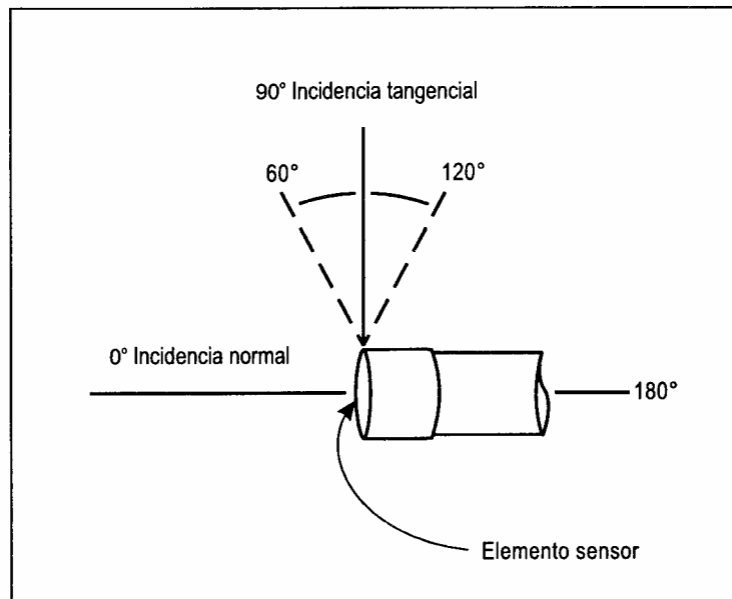 90° Incidencia tangencial
60°
120°
0° Incidencia normal
180°
Elemento sensor